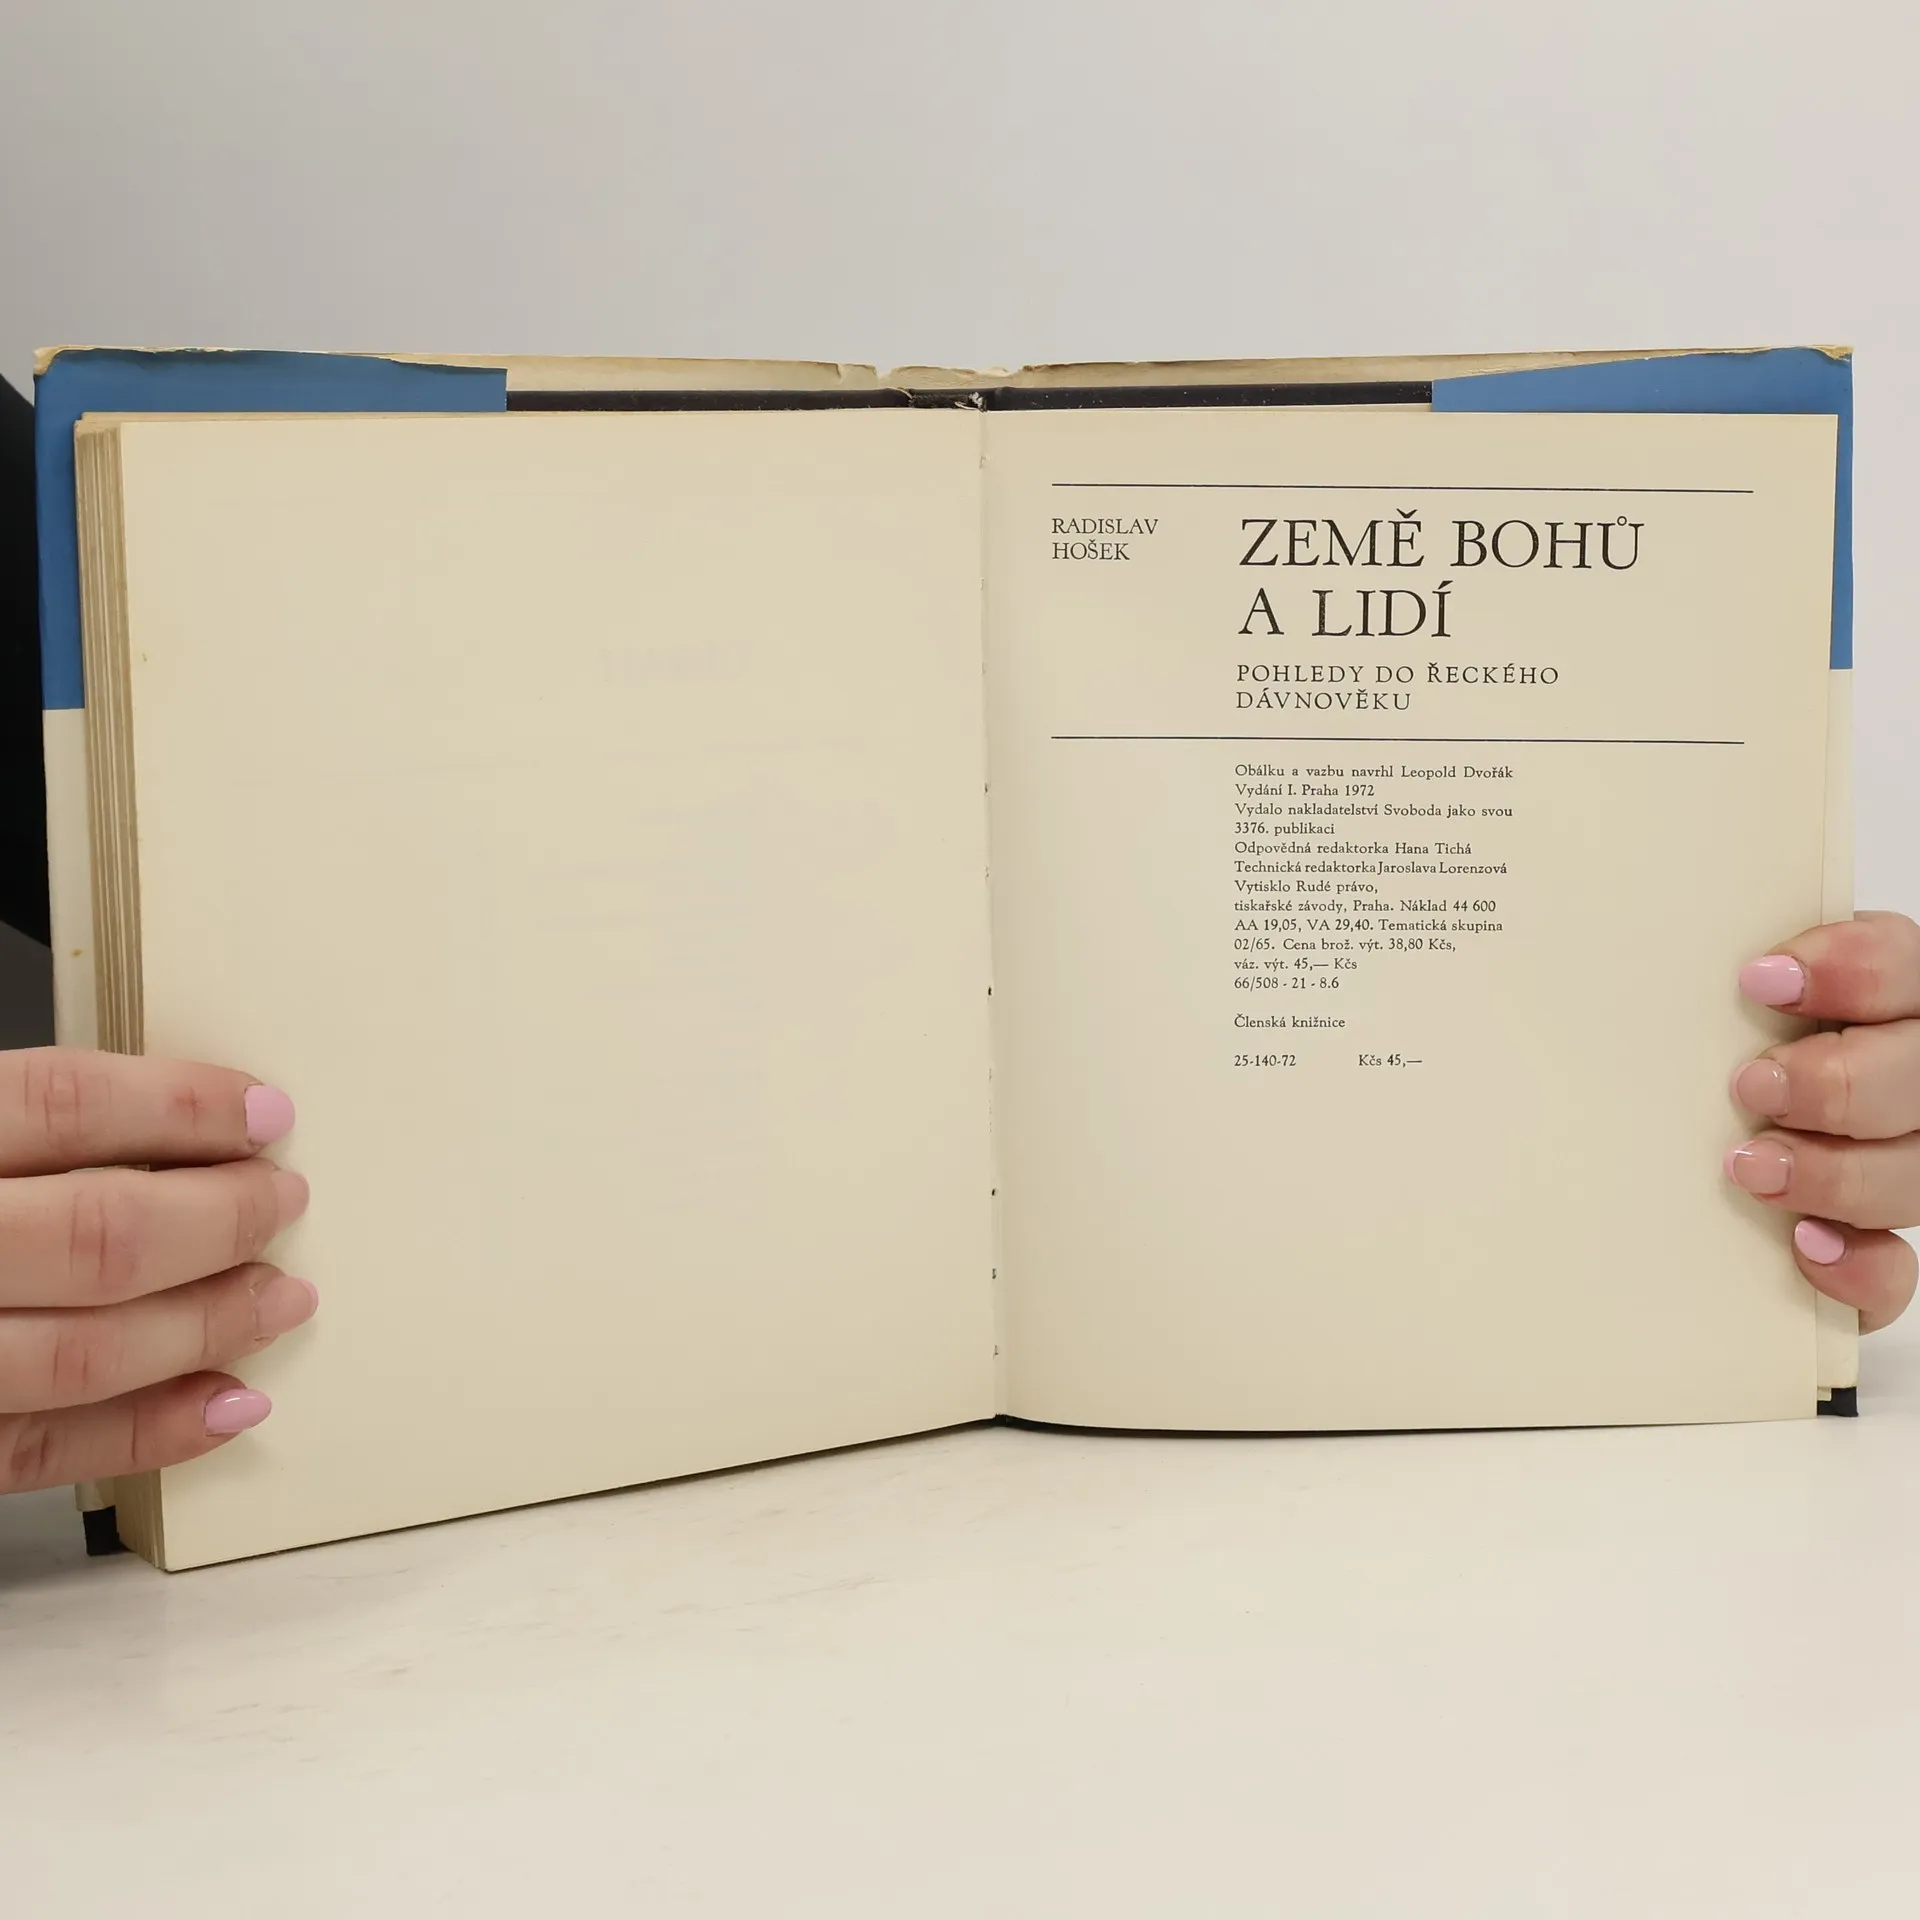 RADISLAV
HOŠEK
ZEMĚ BOHŮ
A LIDÍ
POHLEDY DO ŘECKÉHO
DÁVNOVĚKU
Obálku a vazbu navrhl Leopold Dvořák
Vydání I. Praha 1972
Vydalo nakladatelství Svoboda jako svou
3376. publikaci
Odpovědná redaktorka Hana Tichá
Technická redaktorka Jaroslava Lorenzová
Vytisklo Rudé právo,
tiskařské závody, Praha. Náklad 44 600
AA 19,05, VA 29,40. Tematická skupina
02/65. Cena brož. výt. 38,80 Kčs,
váz. výt. 45,— Kčs
66/508 - 21 - 8.6
Členská knižnice
25-140-72 Kčs 45,—